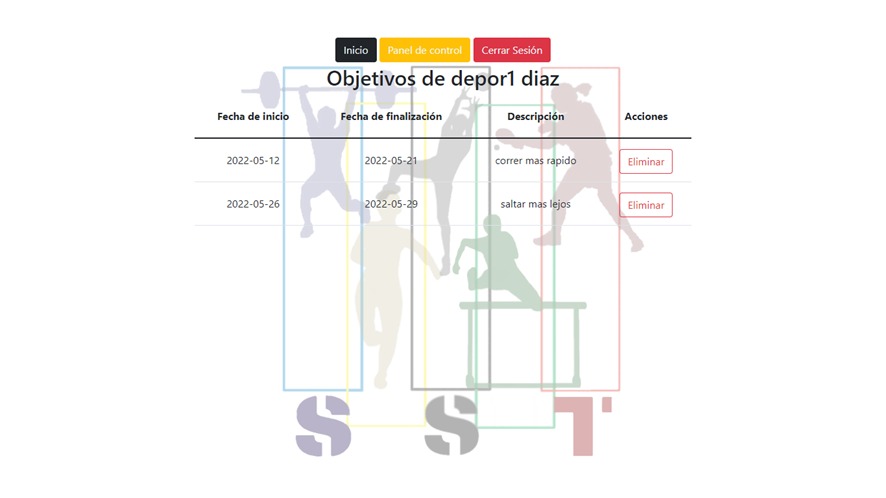 Inicio Panel de control Cerrar Sesión
Objetivos de depor1 diaz
Fecha de inicio Fecha de finalización Descripción Acciones
2022-05-12 2022-05-21 correr mas rapido Eliminar
2022-05-26 2022-05-29 saltar mas lejos Eliminar
S S T